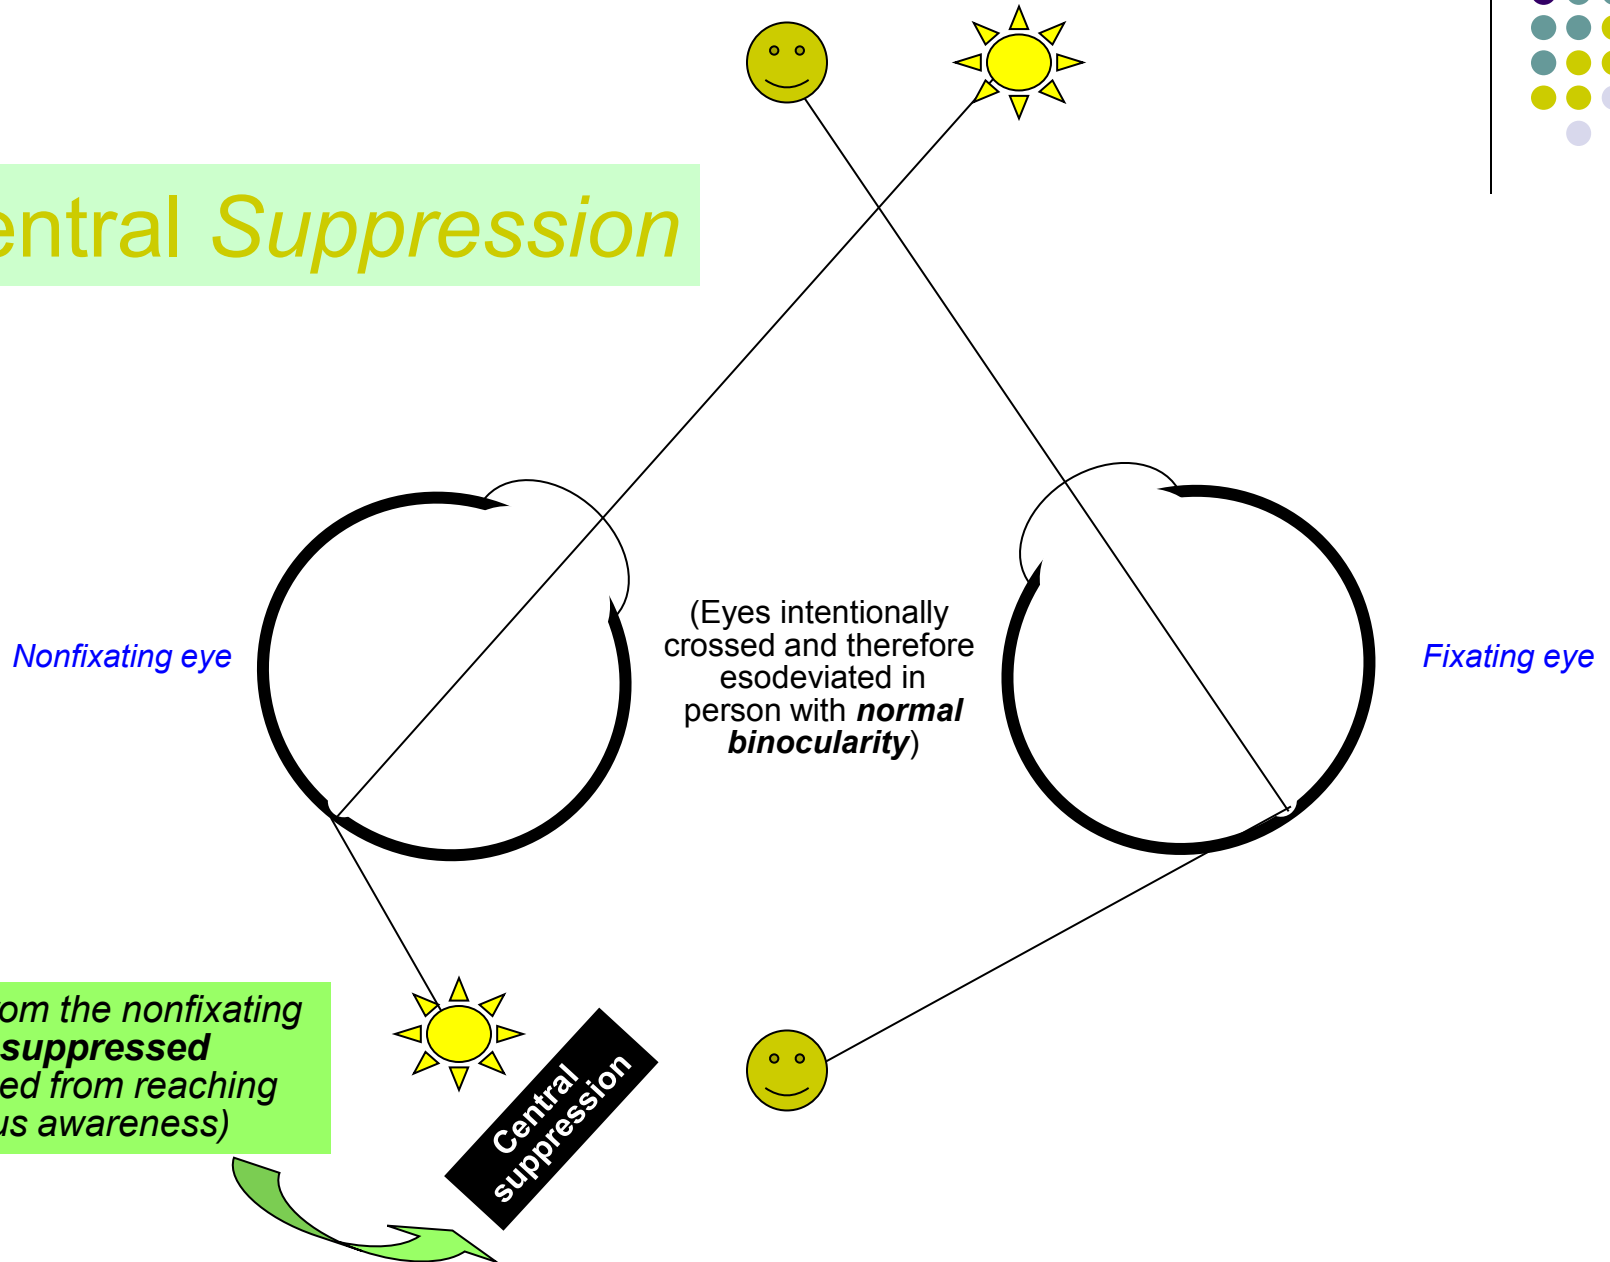 entral Suppression
(Eyes intentionally
crossed and therefore
esodeviated in
person with normal
binocularity)
Nonfixating eye
Fixating eye
om the nonfixating
suppressed
ed from reaching
us awareness)
Central
suppression